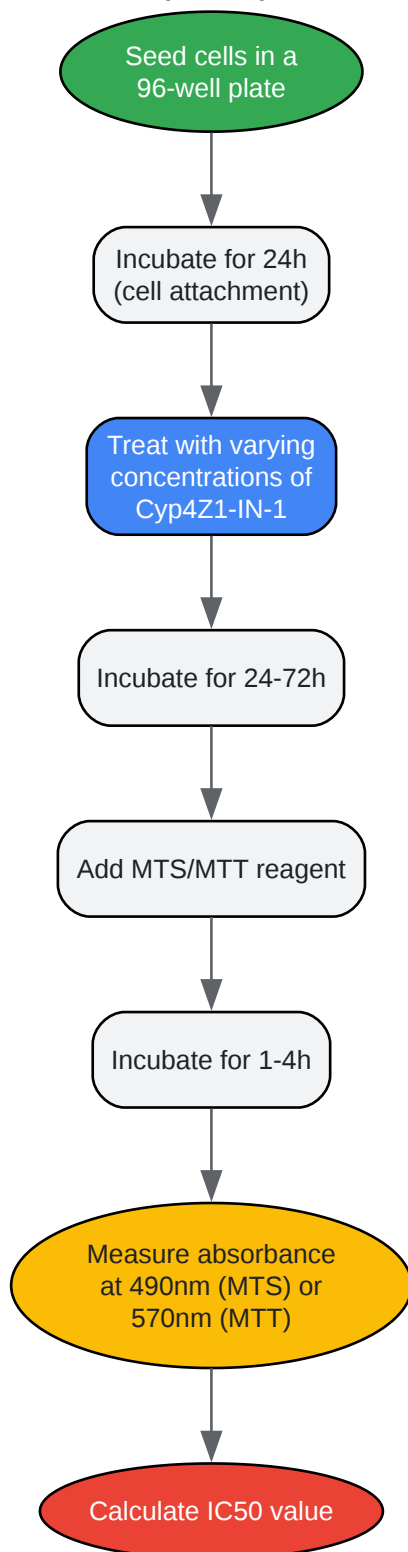 Seed cells in a
96-well plate
Incubate for 24h
(cell attachment)
Treat with varying
concentrations of
Cyp4Z1-IN-1
Incubate for 24-72h
Add MTS/MTT reagent
Incubate for 1-4h
Measure absorbance
at 490nm (MTS) or
570nm (MTT)
Calculate IC50 value